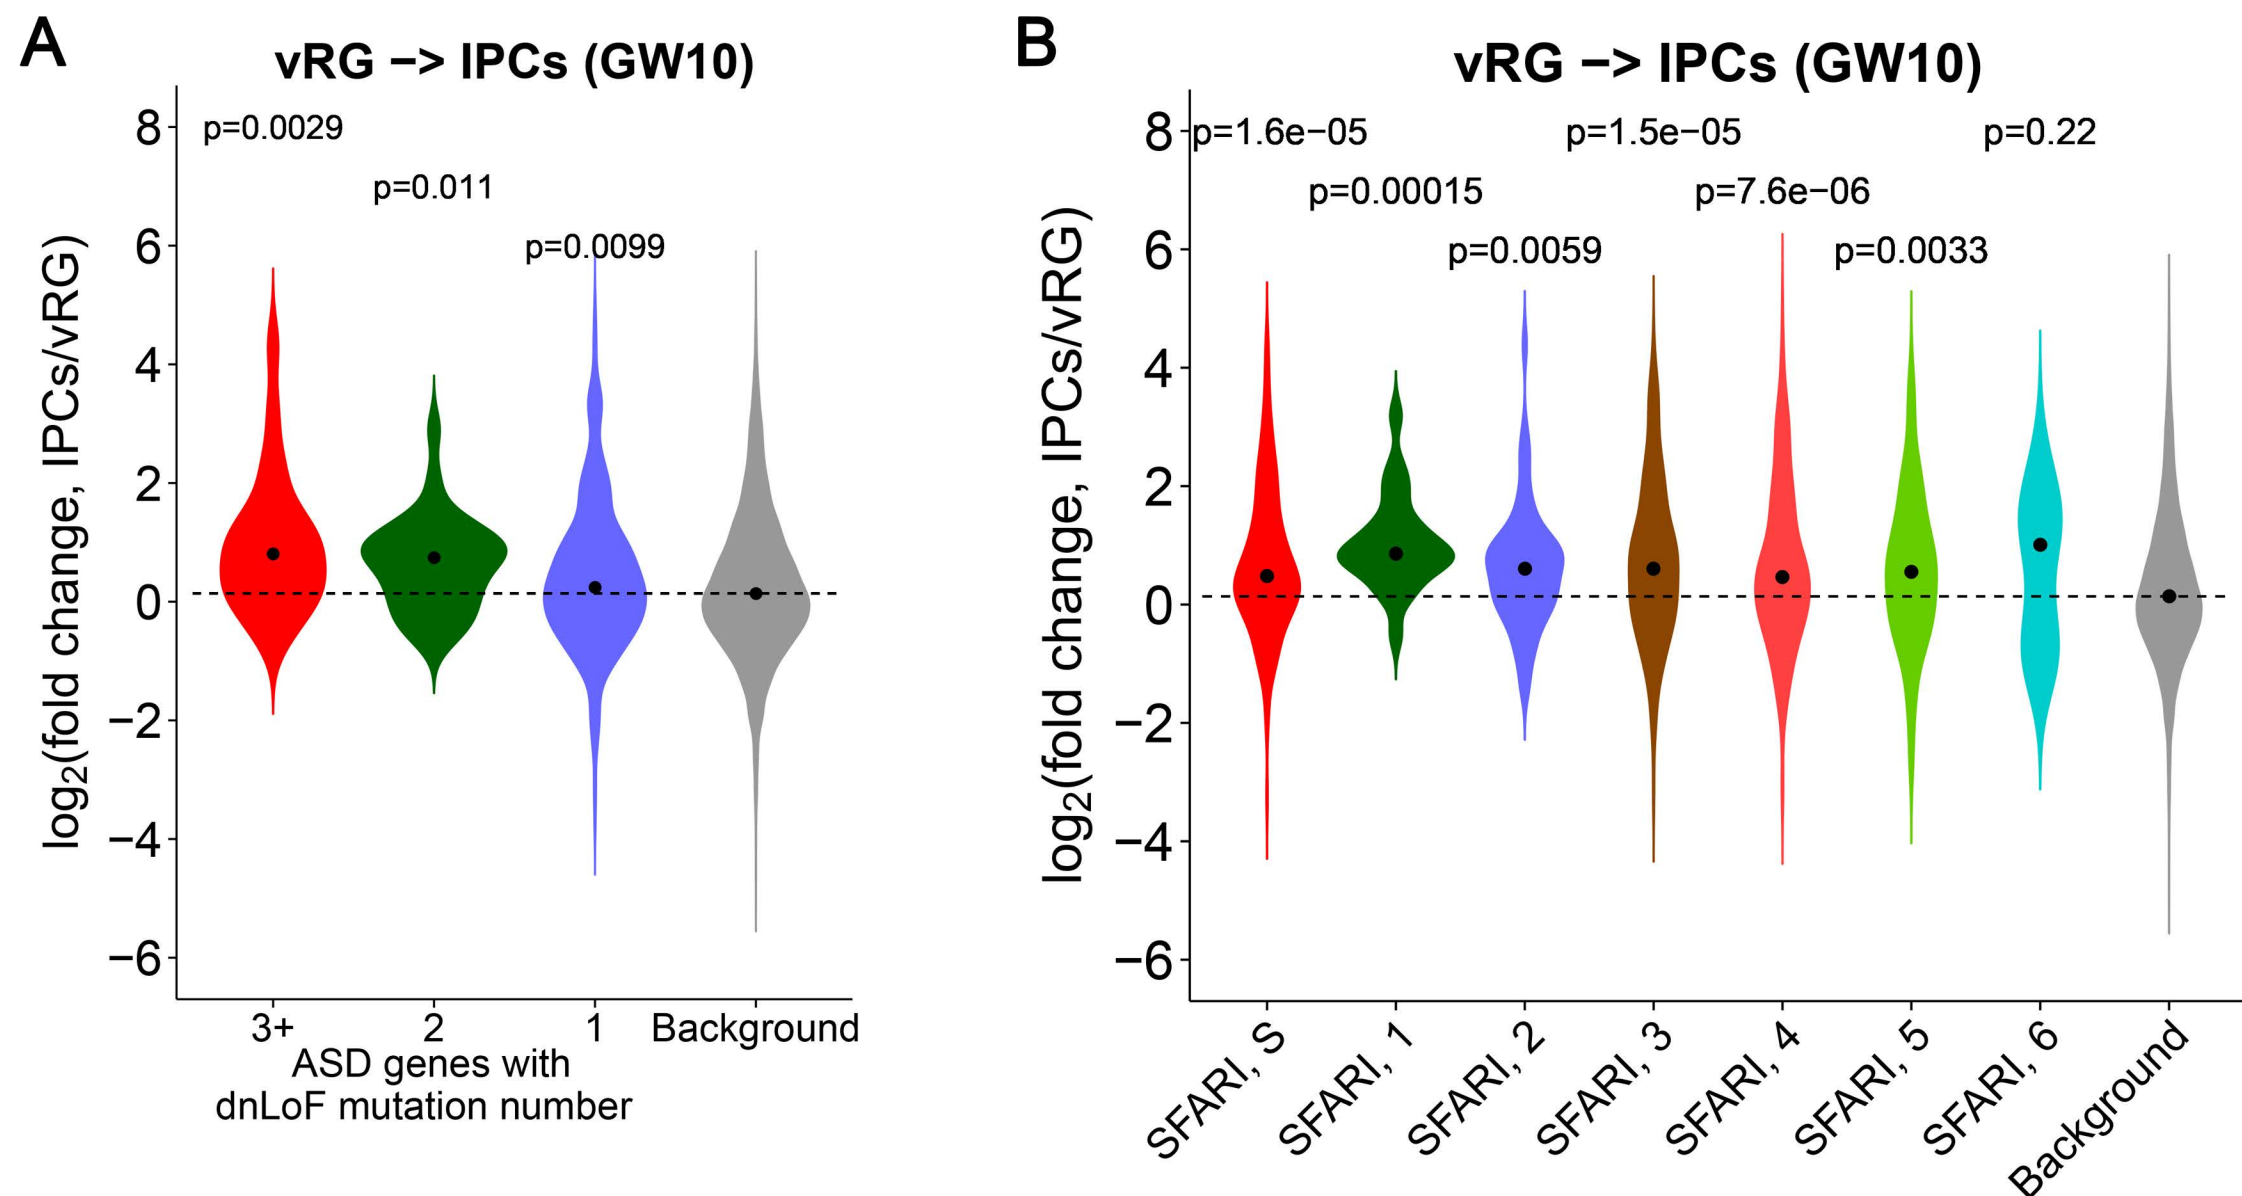 A
vRG −> IPCs (GW10)
p=0.0029
p=0.011
p=0.0099
log2(fold change, IPCs/vRG)
8
6
4
2
0
−2
−4
−6
3+
2
1
Background
ASD genes with
dnLoF mutation number
B
vRG −> IPCs (GW10)
p=1.6e−05
p=1.5e−05
p=0.22
p=0.00015
p=7.6e−06
p=0.0059
p=0.0033
log2(fold change, IPCs/vRG)
8
6
4
2
0
−2
−4
−6
SFARI, S
SFARI, 1
SFARI, 2
SFARI, 3
SFARI, 4
SFARI, 5
SFARI, 6
Background